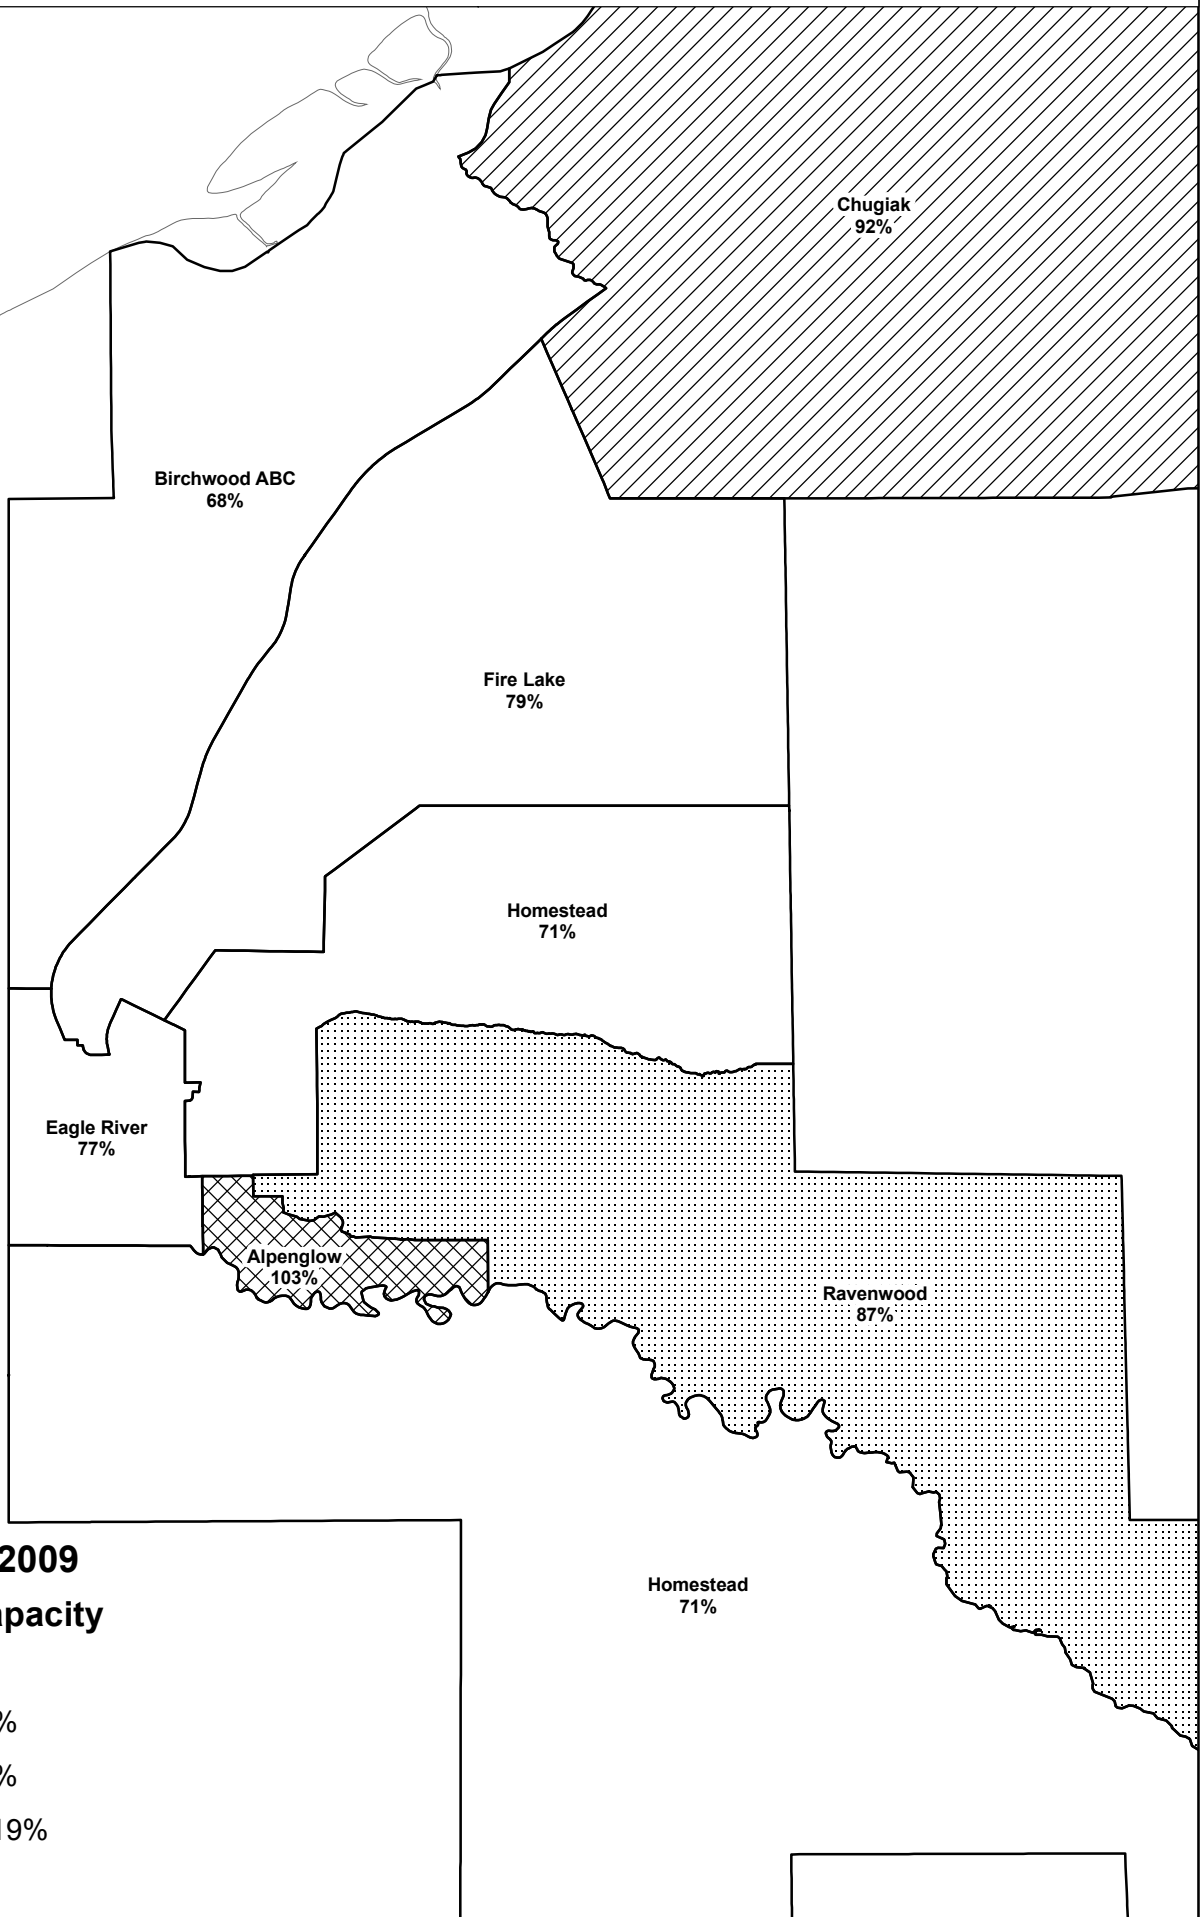 Chugiak
92%
Birchwood ABC
68%
Fire Lake
79%
Homestead
71%
Eagle River
77%
Alpenglow
103%
Ravenwood
87%
2009
Homestead
71%
apacity
%
%
19%